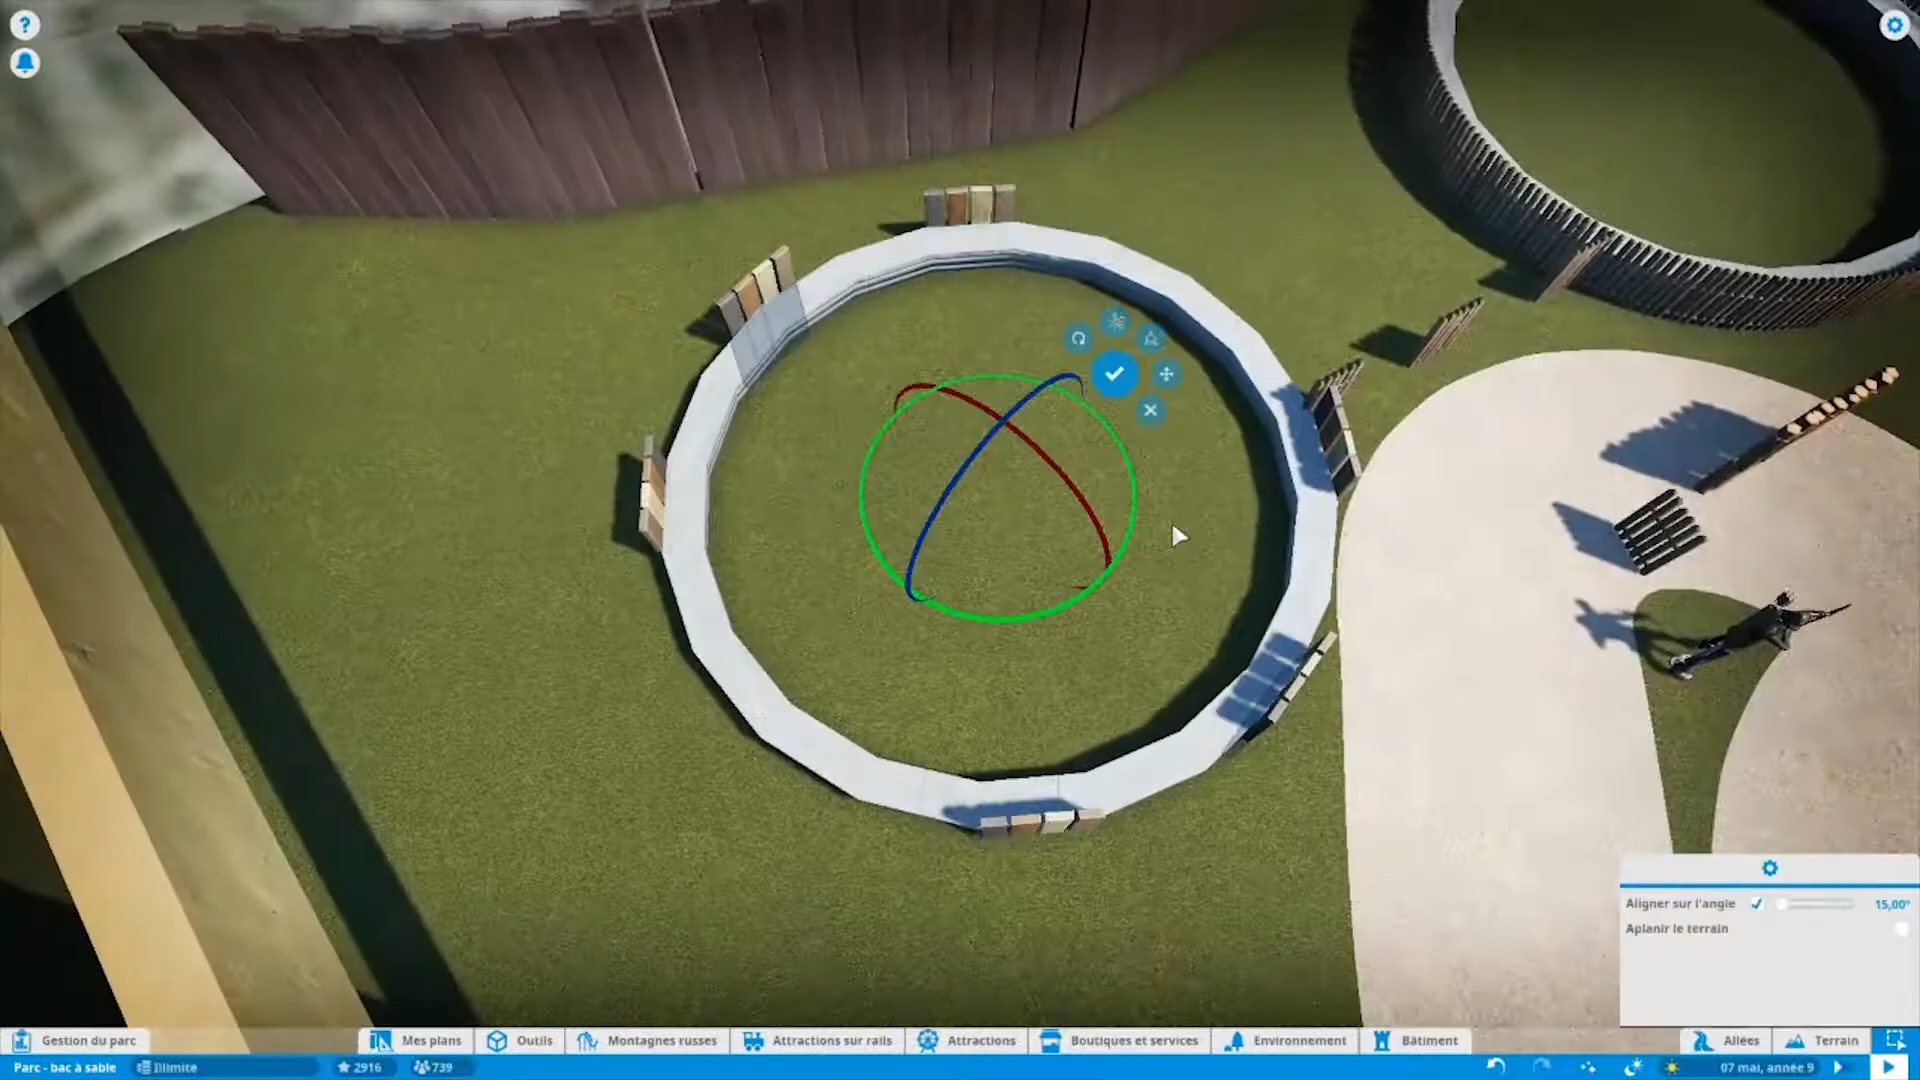 ?
Aligner sur l'angle 15,00°
Aplanir le terrain
Gestion du parc
Mes plans
Outils
Montagnes russes
Attractions sur rails
Attractions
Boutiques et services
Environnement
Bâtiment
Allées
Terrain
Parc - bac à sable
Illimité
2916
739
07 mai, année 9